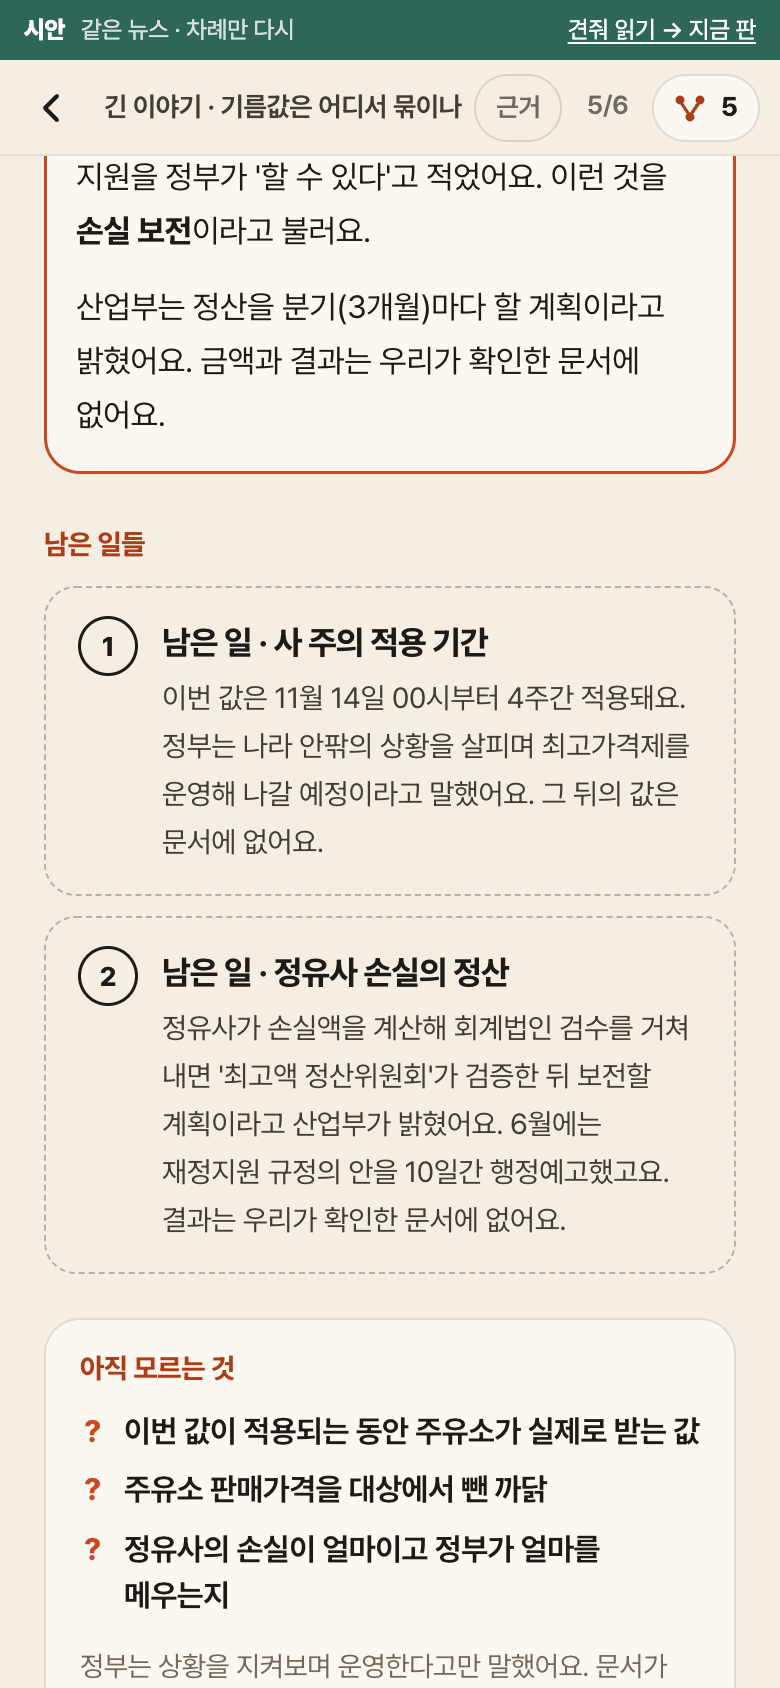 시안 같은 뉴스 · 차례만 다시 견줘 읽기 → 지금 판
긴 이야기 · 기름값은 어디서 묶이나 근거 5/6 5
지원을 정부가 '할 수 있다'고 적었어요. 이런 것을
손실 보전이라고 불러요.
산업부는 정산을 분기(3개월)마다 할 계획이라고
밝혔어요. 금액과 결과는 우리가 확인한 문서에
없어요.
남은 일들
1 남은 일 · 사 주의 적용 기간
이번 값은 11월 14일 00시부터 4주간 적용돼요.
정부는 나라 안팎의 상황을 살피며 최고가격제를
운영해 나갈 예정이라고 말했어요. 그 뒤의 값은
문서에 없어요.
2 남은 일 · 정유사 손실의 정산
정유사가 손실액을 계산해 회계법인 검수를 거쳐
내면 '최고액 정산위원회'가 검증한 뒤 보전할
계획이라고 산업부가 밝혔어요. 6월에는
재정지원 규정의 안을 10일간 행정예고했고요.
결과는 우리가 확인한 문서에 없어요.
아직 모르는 것
? 이번 값이 적용되는 동안 주유소가 실제로 받는 값
? 주유소 판매가격을 대상에서 뺀 까닭
? 정유사의 손실이 얼마이고 정부가 얼마를
메우는지
정부는 상황을 지켜보며 운영한다고만 말했어요. 문서가